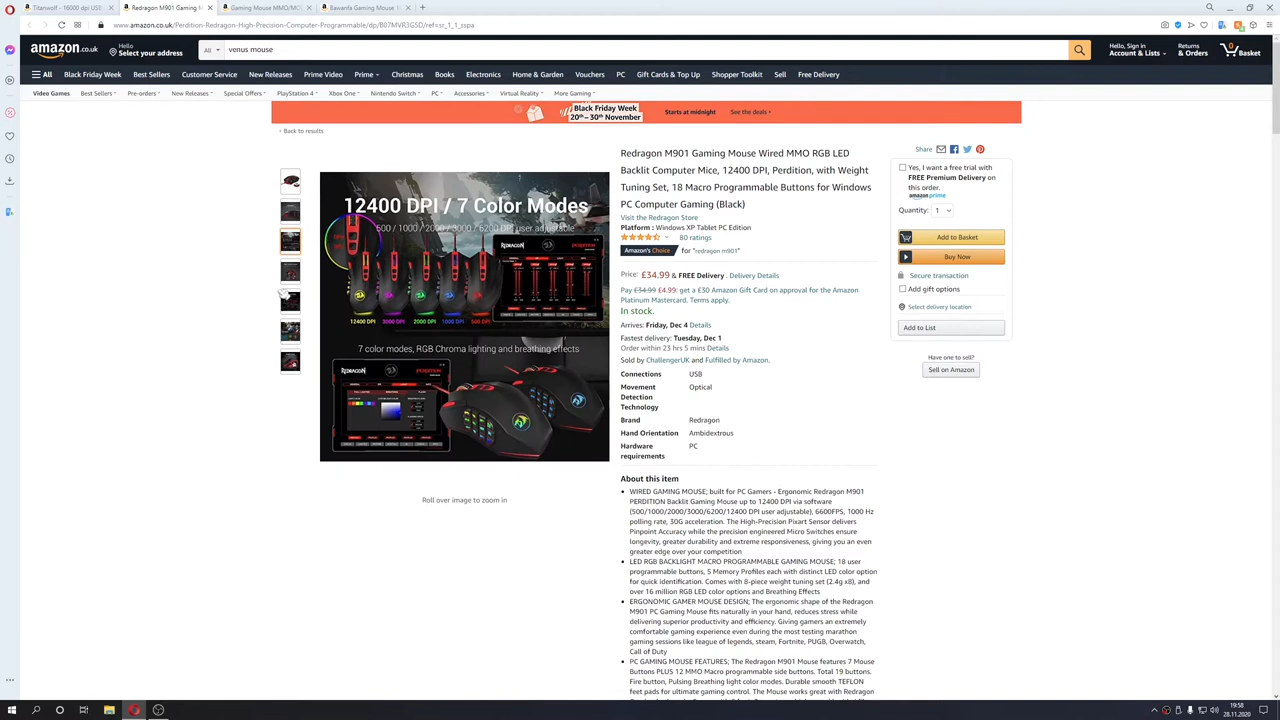 Titanwolf - 16000 dpi USB
Redragon M901 Gaming M
Gaming Mouse MMO/MO
Bawanfa Gaming Mouse 1
www.amazon.co.uk/Perdition-Redragon-High-Precision-Computer-Programmable/dp/B07MVR3GSD/ref=sr_1_1_sspa
amazon.co.uk
Hello
Select your address
All
venus mouse
Hello, Sign in
Account & Lists
Returns
& Orders
0
Basket
All Black Friday Week Best Sellers Customer Service New Releases Prime Video Prime Christmas Books Electronics Home & Garden Vouchers PC Gift Cards & Top Up Shopper Toolkit Sell Free Delivery
Video Games Best Sellers Pre-orders New Releases Special Offers PlayStation 4 Xbox One Nintendo Switch PC Accessories Virtual Reality More Gaming
Black Friday Week
20th – 30th November
Starts at midnight
See the deals ›
‹ Back to results
12400 DPI / 7 Color Modes
500 / 1000 / 2000 / 3000 / 6200 DPI user adjustable
REDRAGON
12400 DPI 3000 DPI 2000 DPI 1000 DPI 500 DPI
7 color modes, RGB Chroma lighting and breathing effects
Roll over image to zoom in
Redragon M901 Gaming Mouse Wired MMO RGB LED
Backlit Computer Mice, 12400 DPI, Perdition, with Weight
Tuning Set, 18 Macro Programmable Buttons for Windows
PC Computer Gaming (Black)
Visit the Redragon Store
Platform : Windows XP Tablet PC Edition
80 ratings
Amazon's Choice for "redragon m901"
Price: £34.99 & FREE Delivery . Delivery Details
Pay £34.99 £4.99: get a £30 Amazon Gift Card on approval for the Amazon
Platinum Mastercard. Terms apply.
In stock.
Arrives: Friday, Dec 4 Details
Fastest delivery: Tuesday, Dec 1
Order within 23 hrs 5 mins Details
Sold by ChallengerUK and Fulfilled by Amazon.
Connections USB
Movement Optical
Detection
Technology
Brand Redragon
Hand Orientation Ambidextrous
Hardware PC
requirements
About this item
• WIRED GAMING MOUSE; built for PC Gamers - Ergonomic Redragon M901
PERDITION Backlit Gaming Mouse up to 12400 DPI via software
(500/1000/2000/3000/6200/12400 DPI user adjustable), 6600FPS, 1000 Hz
polling rate, 30G acceleration. The High-Precision Pixart Sensor delivers
Pinpoint Accuracy while the precision engineered Micro Switches ensure
longevity, greater durability and extreme responsiveness, giving you an even
greater edge over your competition
• LED RGB BACKLIGHT MACRO PROGRAMMABLE GAMING MOUSE; 18 user
programmable buttons, 5 Memory Profiles each with distinct LED color option
for quick identification. Comes with 8-piece weight tuning set (2.4g x8), and
over 16 million RGB LED color options and Breathing Effects
• ERGONOMIC GAMER MOUSE DESIGN; The ergonomic shape of the Redragon
M901 PC Gaming Mouse fits naturally in your hand, reduces stress while
delivering superior productivity and efficiency. Giving gamers an extremely
comfortable gaming experience even during the most testing marathon
gaming sessions like league of legends, steam, Fortnite, PUGB, Overwatch,
Call of Duty
• PC GAMING MOUSE FEATURES; The Redragon M901 Mouse features 7 Mouse
Buttons PLUS 12 MMO Macro programmable side buttons. Total 19 buttons.
Fire button, Pulsing Breathing light color modes. Durable smooth TEFLON
feet pads for ultimate gaming control. The Mouse works great with Redragon
Share
Yes, I want a free trial with
FREE Premium Delivery on
this order.
amazon prime
Quantity: 1
Add to Basket
Buy Now
Secure transaction
Add gift options
Select delivery location
Add to List
Have one to sell?
Sell on Amazon
19:58
28.11.2020